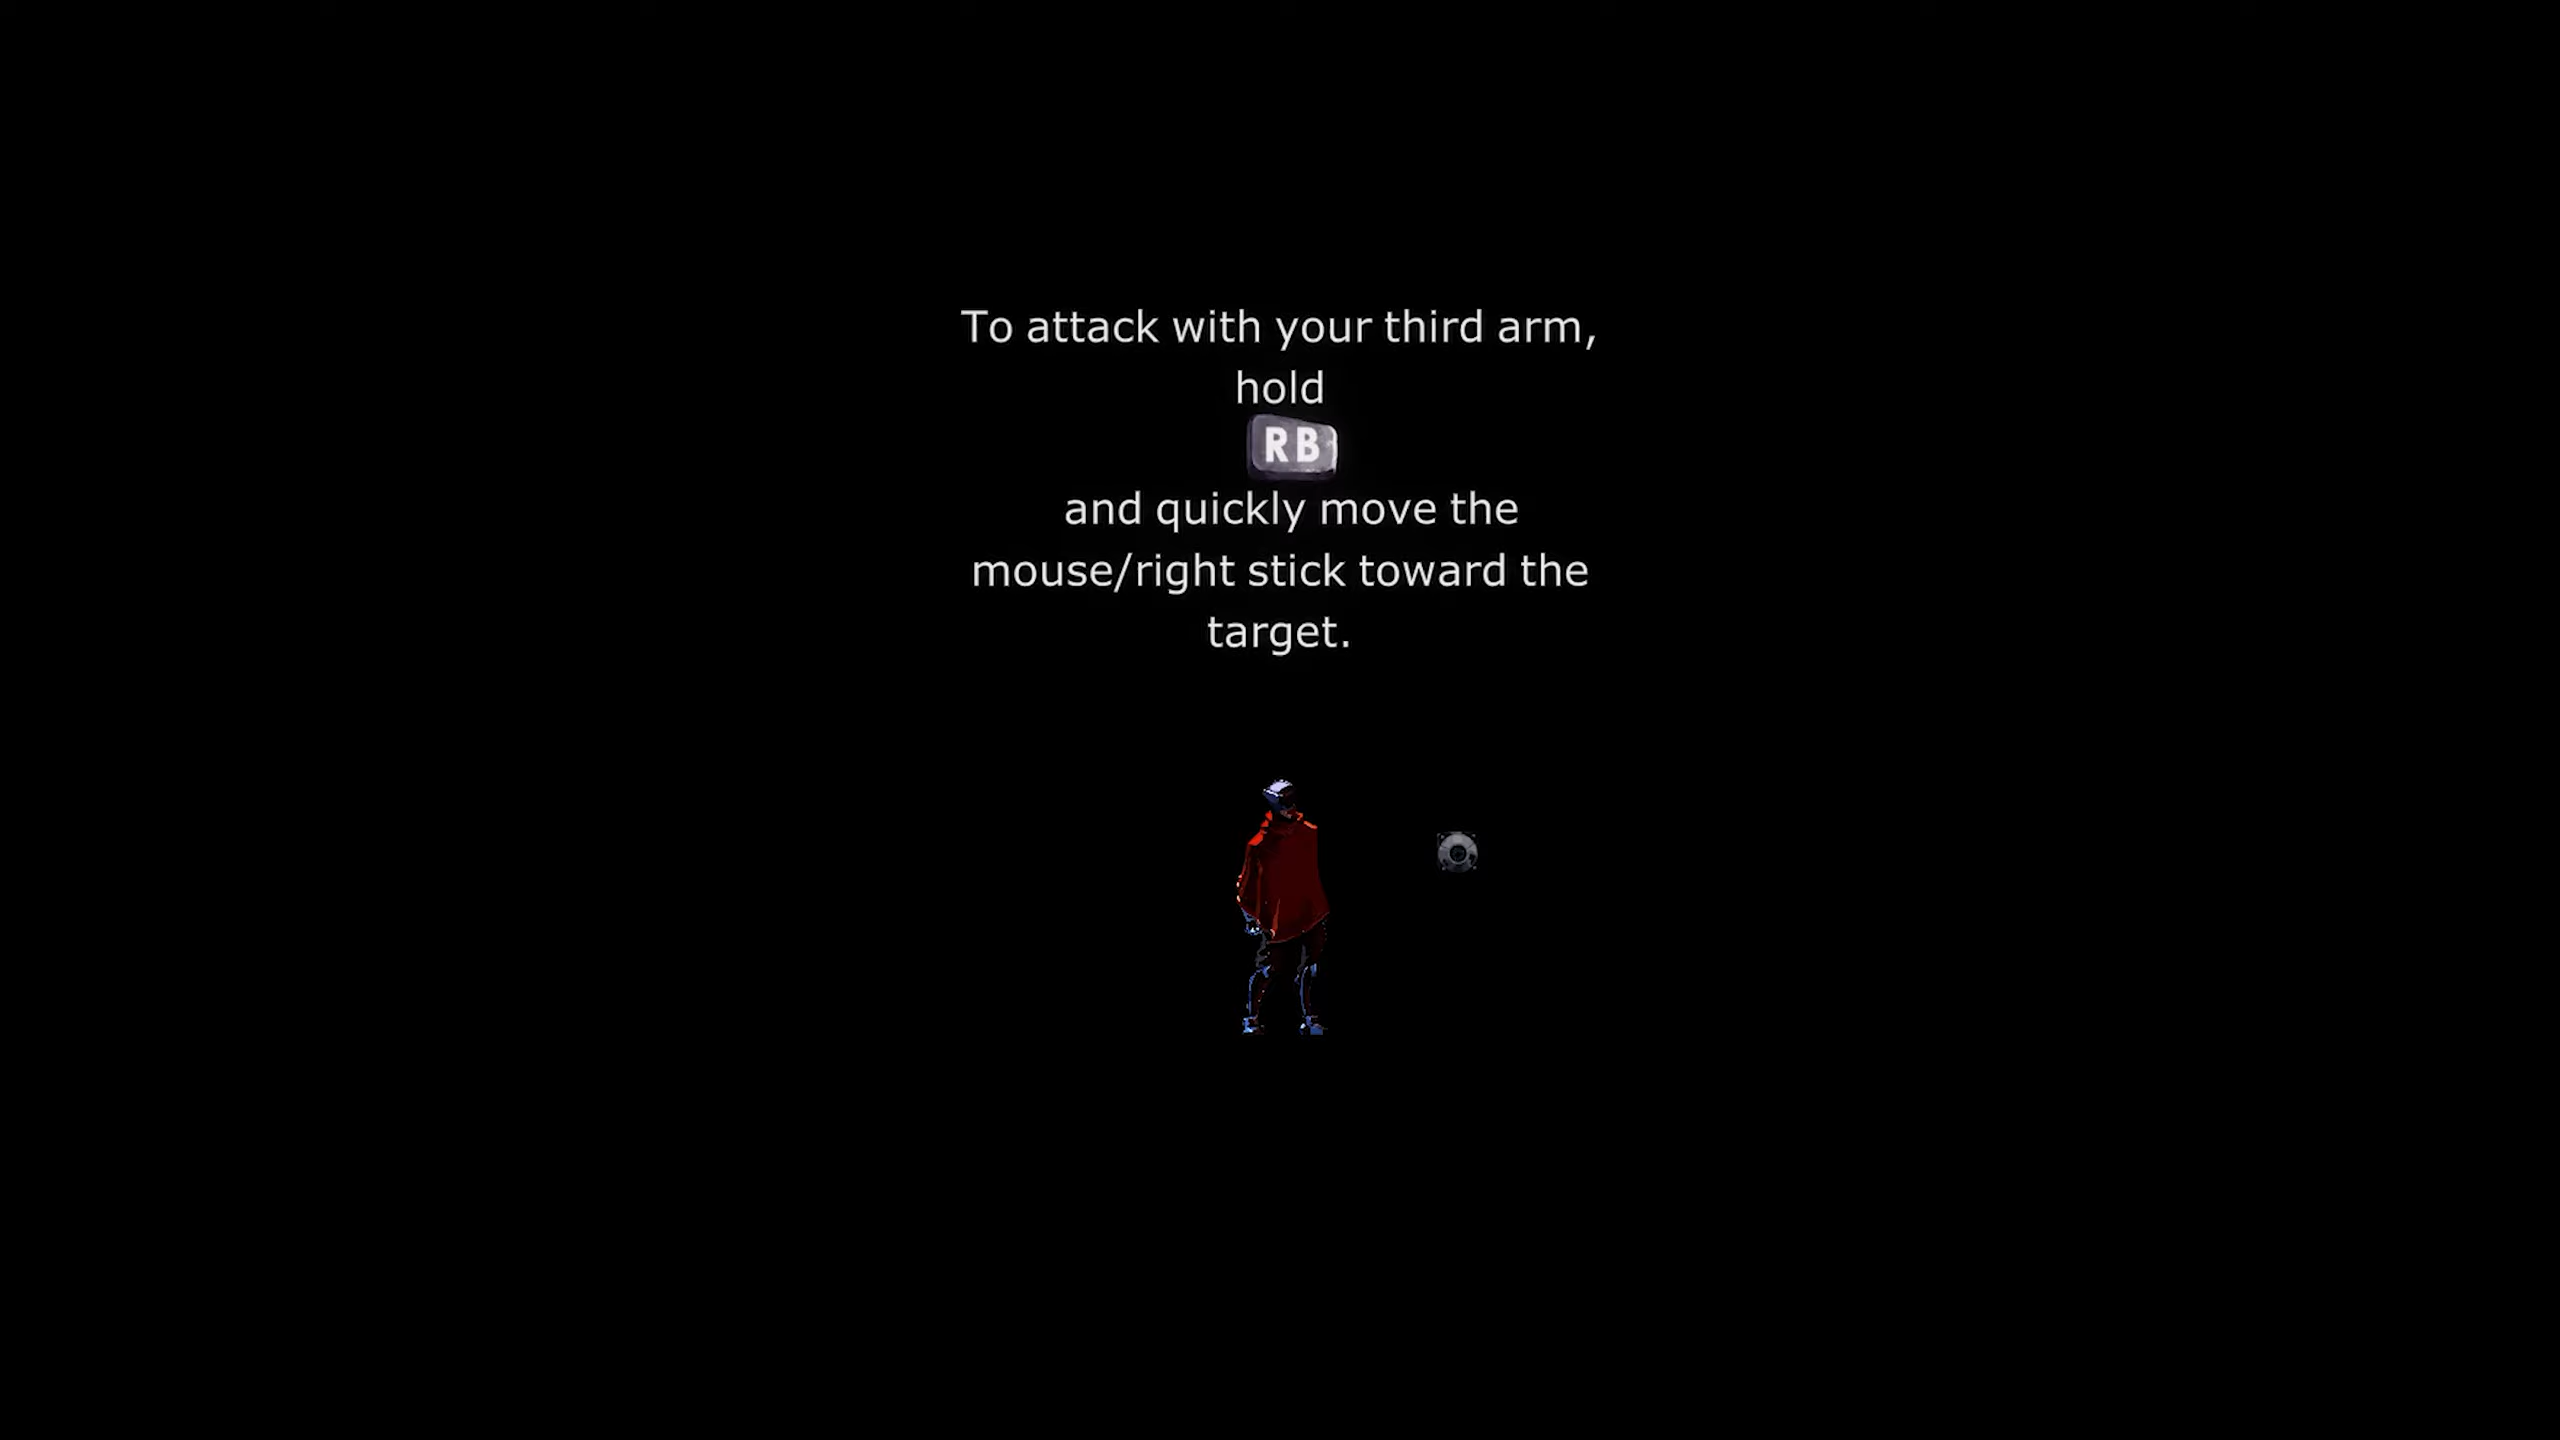 To attack with your third arm,
hold
RB
and quickly move the
mouse/right stick toward the
target.